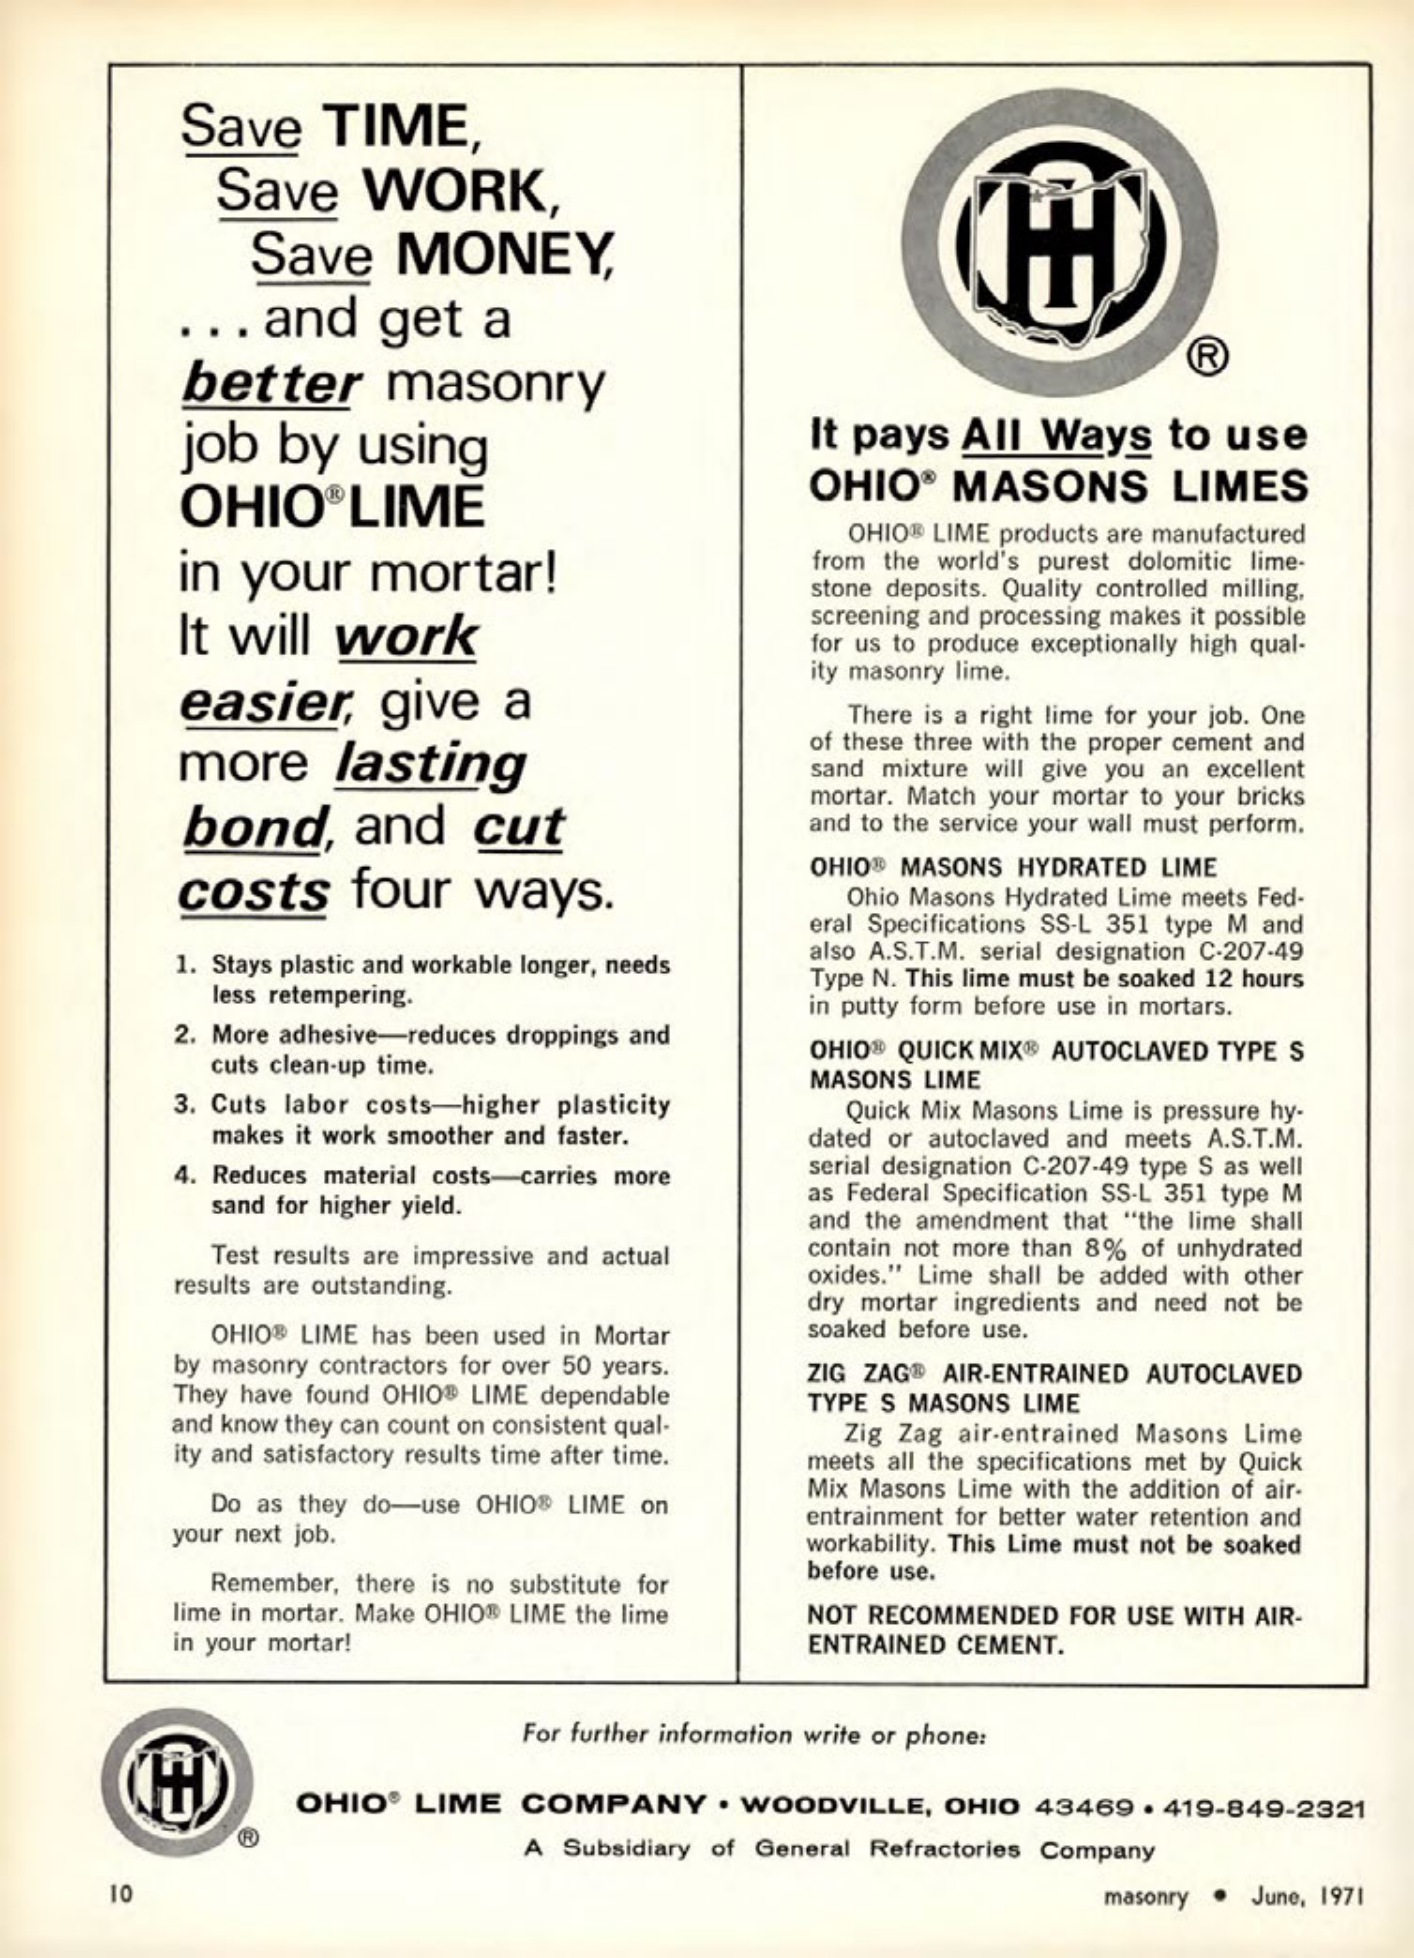 Save TIME,
Save WORK,
Save MONEY,
...and get a
better masonry
job by using
OHIO® LIME
in your mortar!
It will work
easier, give a
more lasting
bond, and cut
costs four ways.
1. Stays plastic and workable longer, needs
less retempering.
2. More adhesive—reduces droppings and
cuts clean-up time.
3. Cuts labor costs—higher plasticity
makes it work smoother and faster.
4. Reduces material costs—carries more
sand for higher yield.
Test results are impressive and actual
results are outstanding.
OHIO® LIME has been used in Mortar
by masonry contractors for over 50 years.
They have found OHIO® LIME dependable
and know they can count on consistent qual-
ity and satisfactory results time after time.
Do as they do—use OHIO® LIME on
your next job.
Remember, there is no substitute for
lime in mortar. Make OHIO® LIME the lime
in your mortar!
®
It pays All Ways to use
OHIO® MASONS LIMES
OHIO® LIME products are manufactured
from the world's purest dolomitic lime-
stone deposits. Quality controlled milling,
screening and processing makes it possible
for us to produce exceptionally high qual-
ity masonry lime.
There is a right lime for your job. One
of these three with the proper cement and
sand mixture will give you an excellent
mortar. Match your mortar to your bricks
and to the service your wall must perform.
OHIO® MASONS HYDRATED LIME
Ohio Masons Hydrated Lime meets Fed-
eral Specifications SS-L 351 type M and
also A.S.T.M. serial designation C-207-49
Type N. This lime must be soaked 12 hours
in putty form before use in mortars.
OHIO® QUICK MIX® AUTOCLAVED TYPE S
MASONS LIME
Quick Mix Masons Lime is pressure hy-
dated or autoclaved and meets A.S.T.M.
serial designation C-207-49 type S as well
as Federal Specification SS-L 351 type M
and the amendment that "the lime shall
contain not more than 8% of unhydrated
oxides." Lime shall be added with other
dry mortar ingredients and need not be
soaked before use.
ZIG ZAG® AIR-ENTRAINED AUTOCLAVED
TYPE S MASONS LIME
Zig Zag air-entrained Masons Lime
meets all the specifications met by Quick
Mix Masons Lime with the addition of air-
entrainment for better water retention and
workability. This Lime must not be soaked
before use.
NOT RECOMMENDED FOR USE WITH AIR-
ENTRAINED CEMENT.
For further information write or phone:
OHIO® LIME COMPANY • WOODVILLE, OHIO 43469 • 419-849-2321
®
A Subsidiary of General Refractories Company
10
masonry • June, 1971